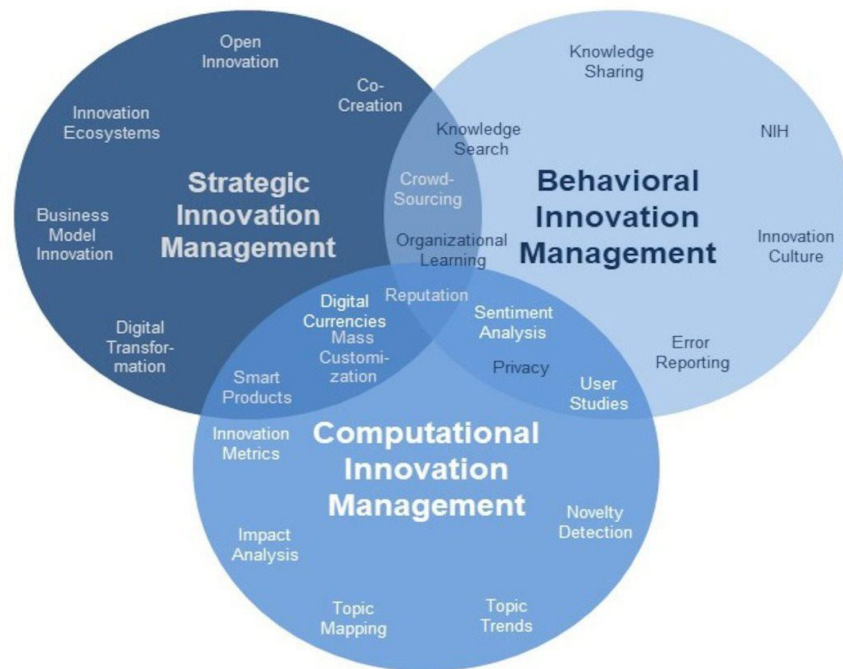 Open
Innovation
Co-
Creation
Innovation
Ecosystems
Strategic
Innovation
Management
Business
Model
Innovation
Digital
Transfor-
mation
Knowledge
Sharing
Knowledge
Search
NIH
Crowd-
Sourcing
Behavioral
Innovation
Management
Organizational
Learning
Innovation
Culture
Error
Reporting
Reputation
Digital
Currencies
Mass
Customi-
zation
Smart
Products
Sentiment
Analysis
Privacy
User
Studies
Innovation
Metrics
Computational
Innovation
Management
Impact
Analysis
Novelty
Detection
Topic
Mapping
Topic
Trends